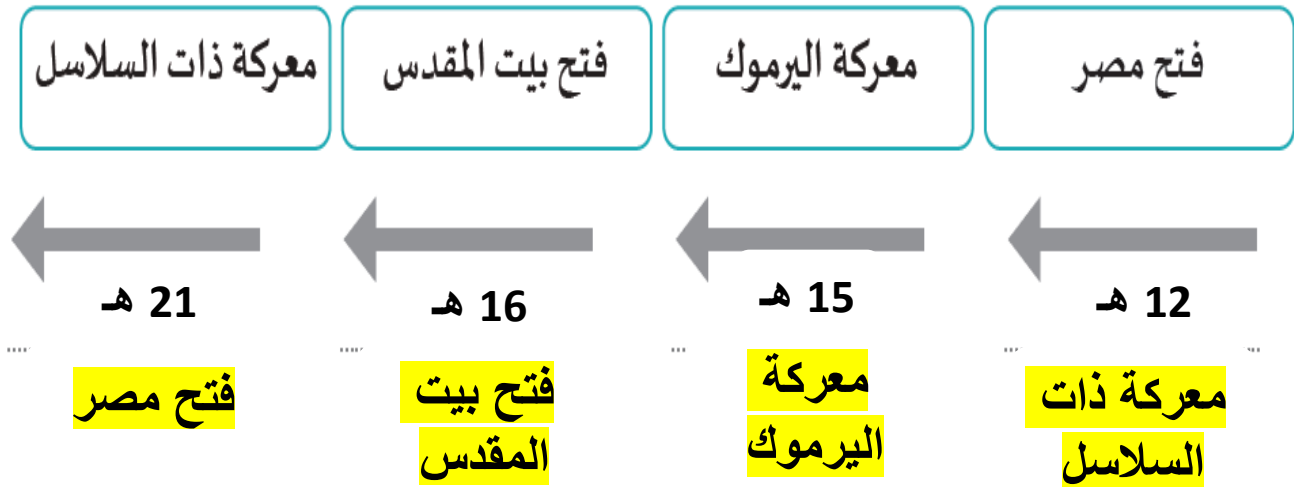 فتح مصر
معركة اليرموك
فتح بيت المقدس
معركة ذات السلاسل
12 هـ
15 هـ
16 هـ
21 هـ
معركة ذات
السلاسل
معركة
اليرموك
فتح بيت
المقدس
فتح مصر